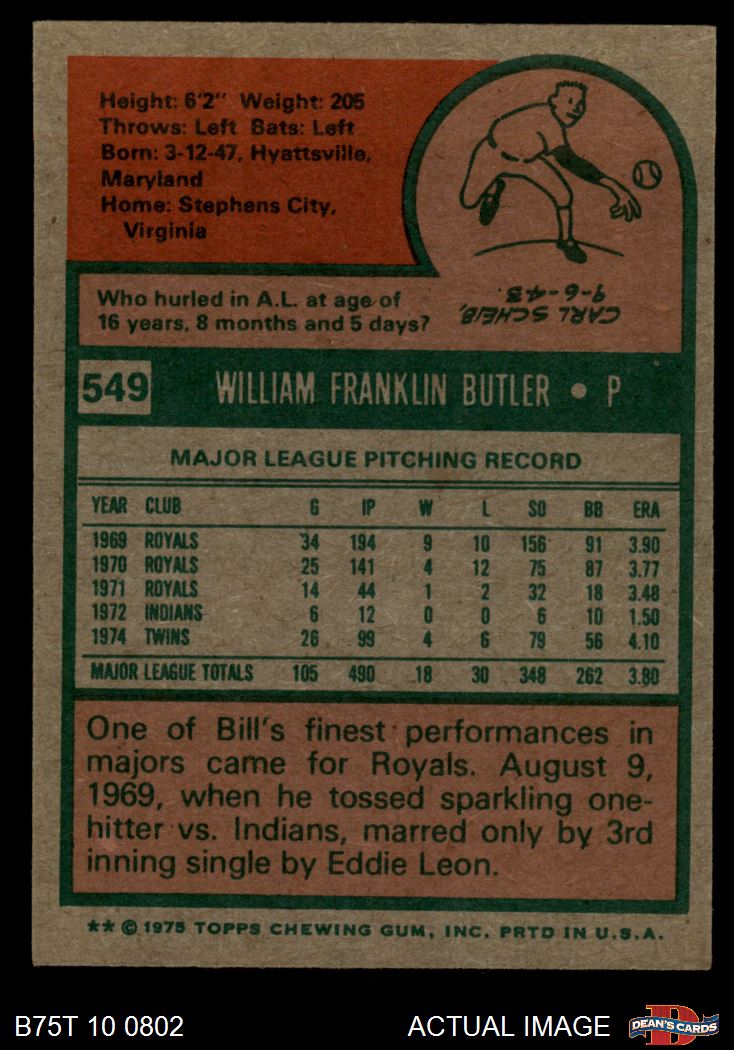 Height: 6'2" Weight: 205
Throws: Left Bats: Left
Born: 3-12-47, Hyattsville,
Maryland
Home: Stephens City,
Virginia
Who hurled in A.L. at age of
16 years, 8 months and 5 days?
CARL SCHEIB,
9-6-43.
549 WILLIAM FRANKLIN BUTLER • P
MAJOR LEAGUE PITCHING RECORD
YEAR CLUB G IP W L SO BB ERA
1969 ROYALS 34 194 9 10 156 91 3.90
1970 ROYALS 25 141 4 12 75 87 3.77
1971 ROYALS 14 44 1 2 32 18 3.48
1972 INDIANS 6 12 0 0 6 10 1.50
1974 TWINS 26 99 4 6 79 56 4.10
MAJOR LEAGUE TOTALS 105 490 18 30 348 262 3.80
One of Bill's finest performances in
majors came for Royals. August 9,
1969, when he tossed sparkling one-
hitter vs. Indians, marred only by 3rd
inning single by Eddie Leon.
** © 1975 TOPPS CHEWING GUM, INC. PRTD IN U.S.A.
B75T 10 0802 ACTUAL IMAGE DEAN'S CARDS